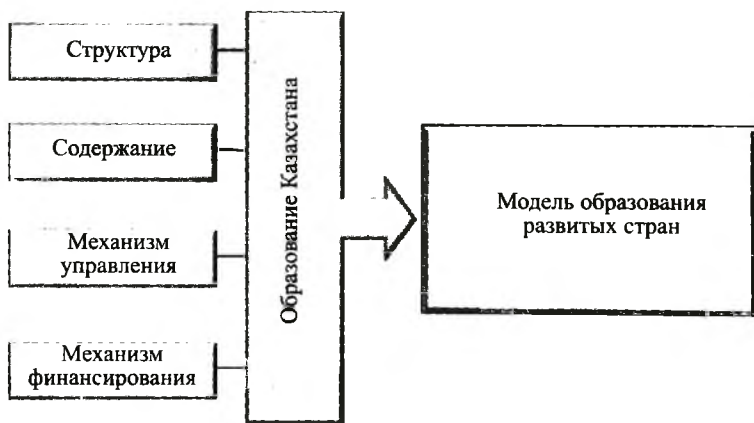 Структура
Содержание
Механизм
управления
Механизм
финансирования
Образование Казахстана
Модель образования
развитых стран